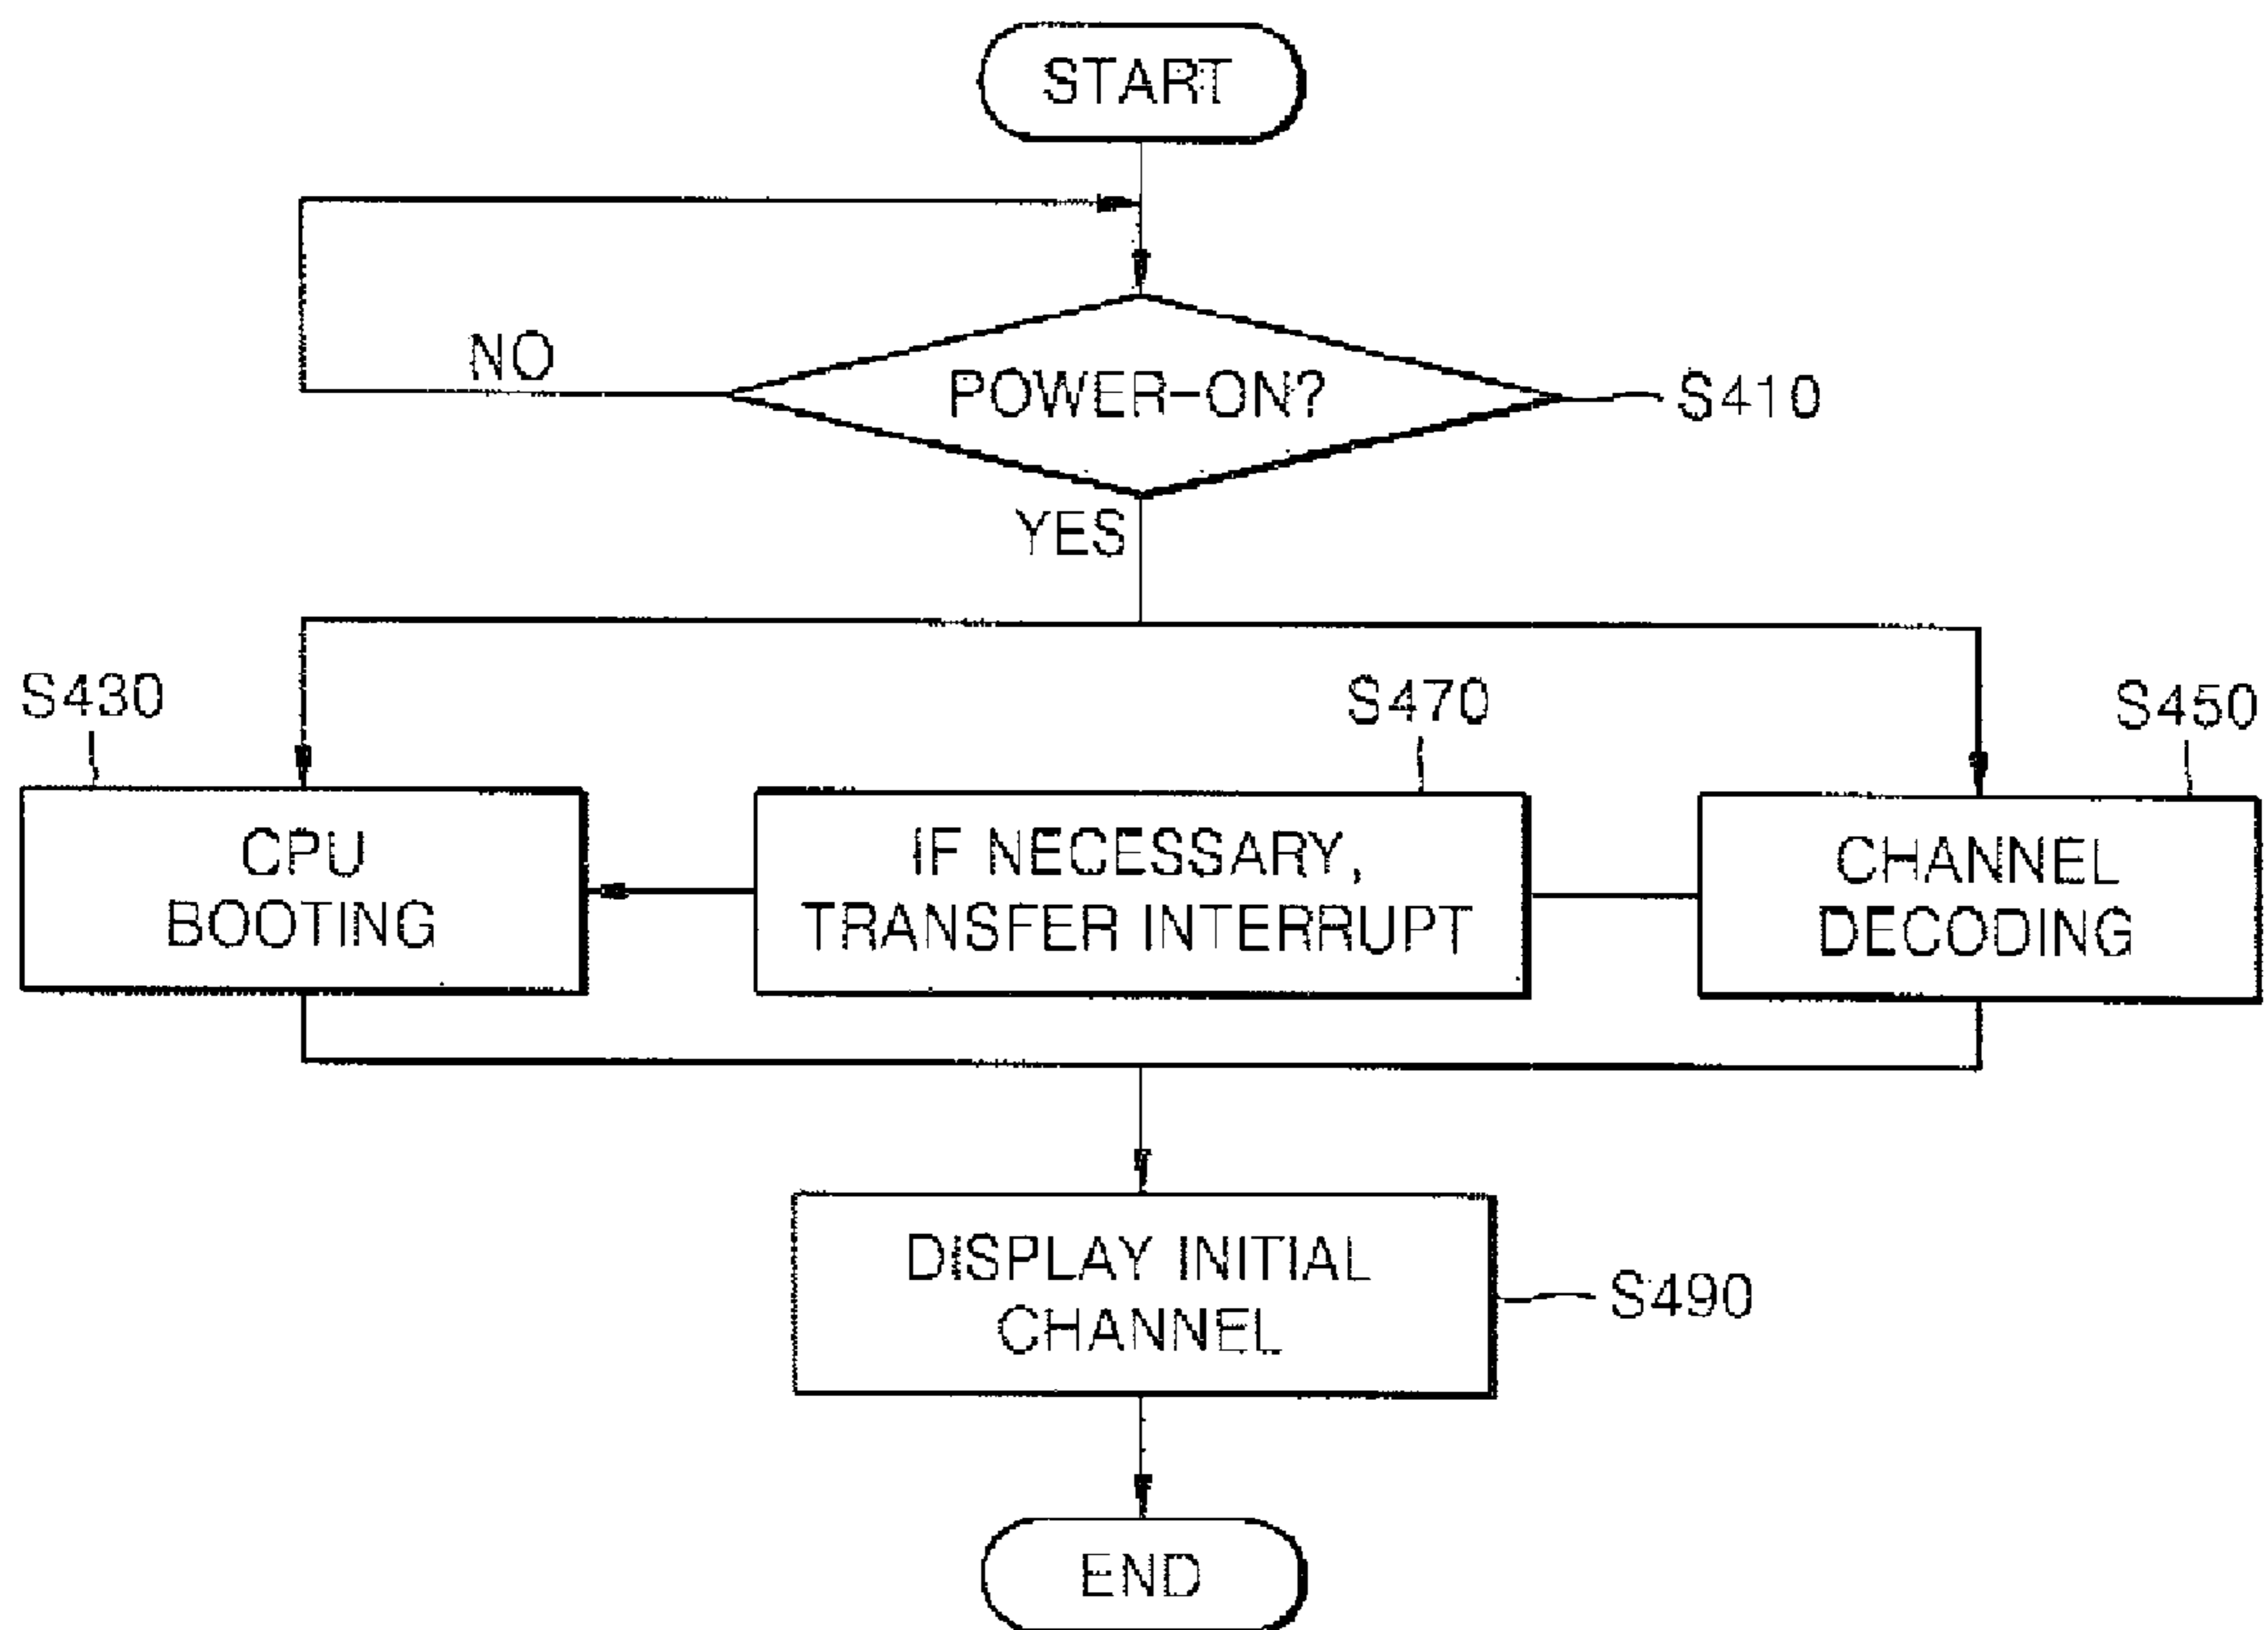 START
NO
POWER-ON?
S410
YES
S430
S470
S450
CPU
BOOTING
IF NECESSARY,
TRANSFER INTERRUPT
CHANNEL
DECODING
DISPLAY INITIAL
CHANNEL
S490
END